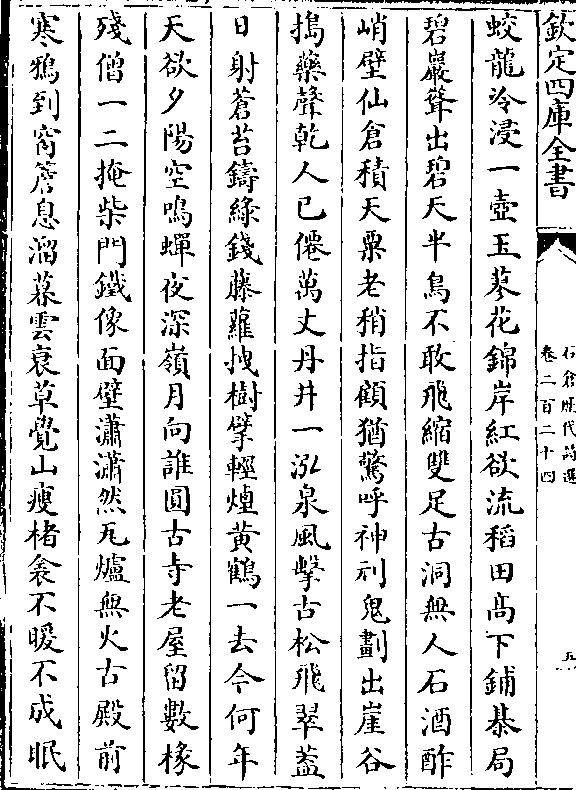 欽定四庫全書
石倉歷代詩選
卷二百二十四
五
蛟龍冷浸一壺玉蓼花錦岸紅欲流稻田髙下鋪棊局
碧巖聳出碧天半鳥不敢飛縮雙足古洞無人石酒酢
峭壁仙倉積天粟老稍指顧猶驚呼神剜鬼劃出崖谷
搗藥聲乾人已僊萬丈丹井一泓泉風擊古松飛翠葢
日射蒼苔鑄綠錢藤蘿拽樹擘輕煙黄鶴一去今何年
天欲夕陽空鳴蟬夜深嶺月向誰圓古寺老屋留數椽
殘僧一二掩柴門鐵像面壁瀟瀟然瓦爐無火古殿前
寒鴉到窗簷息溜暮雲衰草覺山瘦楮衾不暖不成眠